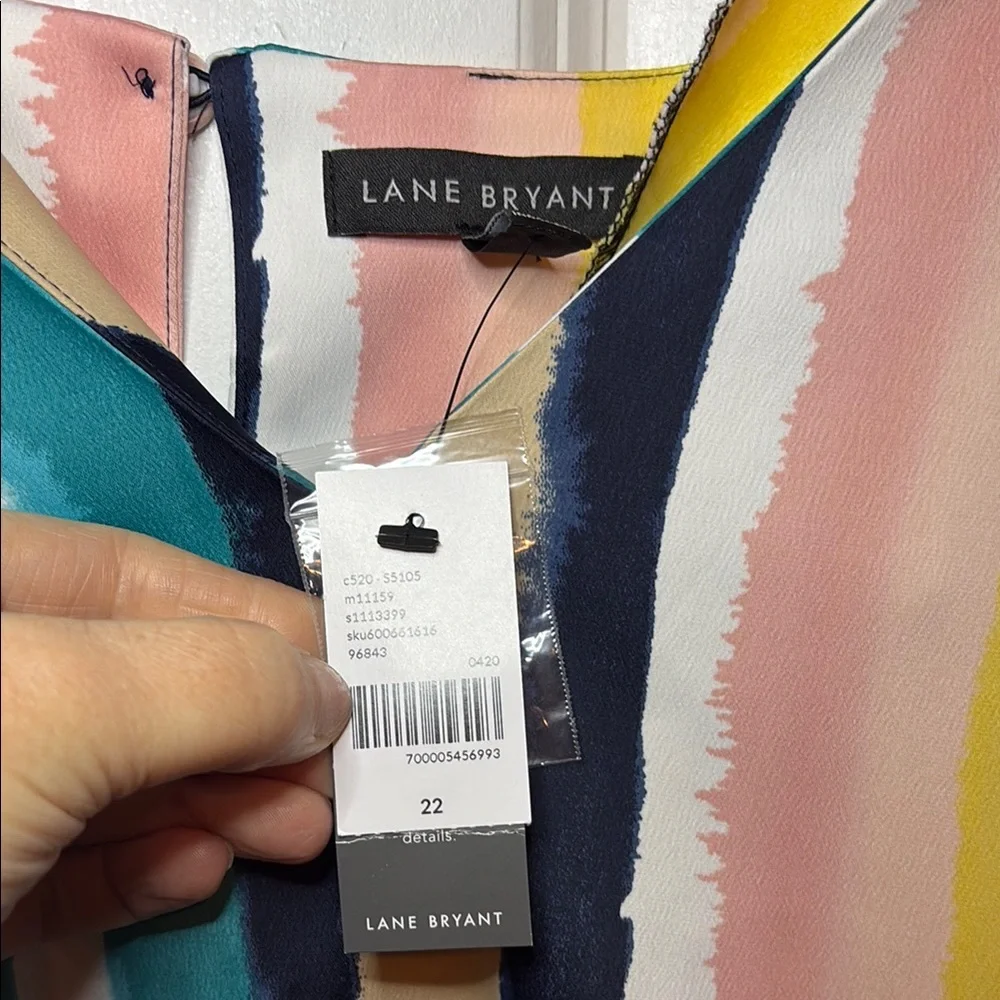 LANE BRYANT
c520 - S5105
m11159
s1113399
sku600661616
96843
0420
700005456993
22
details.
LANE BRYANT